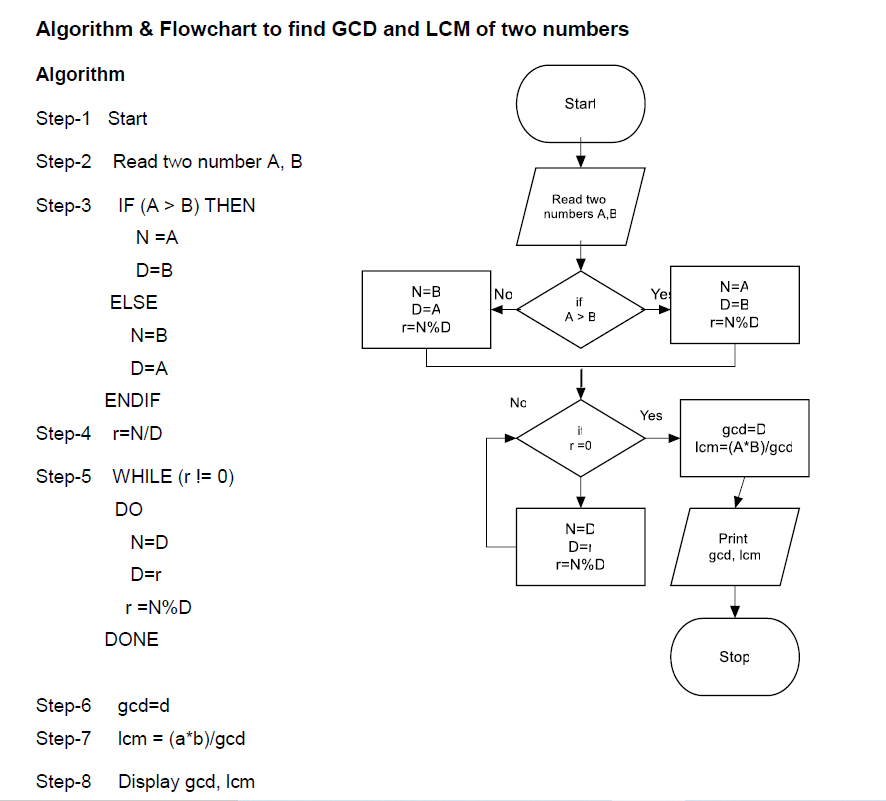 Algorithm & Flowchart to find GCD and LCM of two numbers
Algorithm
Step-1 Start
Step-2 Read two number A, B
Step-3 IF (A > B) THEN
N =A
D=B
ELSE
N=B
D=A
ENDIF
Step-4 r=N/D
Step-5 WHILE (r != 0)
DO
N=D
D=r
r =N%D
DONE
Step-6 gcd=d
Step-7 lcm = (a*b)/gcd
Step-8 Display gcd, lcm
Start
Read two
numbers A,B
if
A > B
No
N=B
D=A
r=N%D
Yes
N=A
D=B
r=N%D
if
r =0
No
N=D
D=r
r=N%D
Yes
gcd=D
lcm=(A*B)/gcd
Print
gcd, lcm
Stop